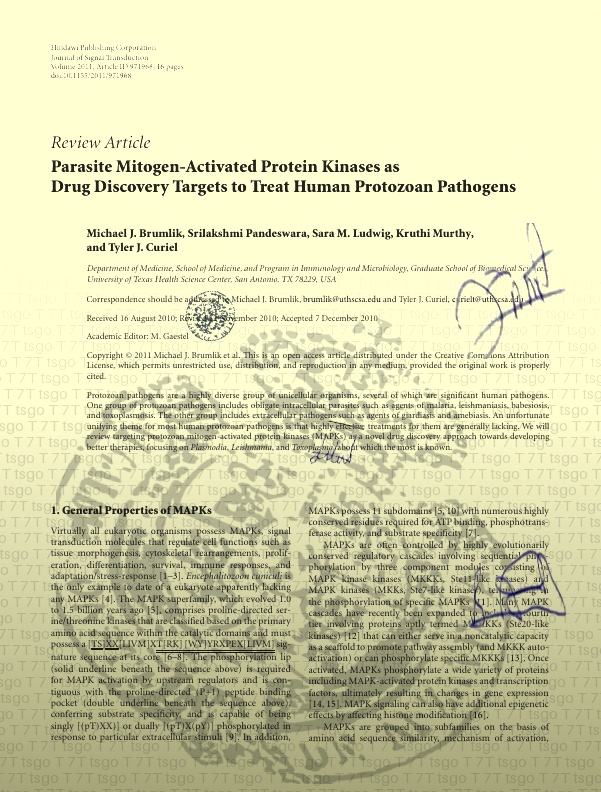 Hindawi Publishing Corporation
Journal of Signal Transduction
Volume 2011, Article ID 971968, 16 pages
doi:10.1155/2011/971968
Review Article
Parasite Mitogen-Activated Protein Kinases as
Drug Discovery Targets to Treat Human Protozoan Pathogens
Michael J. Brumlik, Srilakshmi Pandeswara, Sara M. Ludwig, Kruthi Murthy,
and Tyler J. Curiel
Department of Medicine, School of Medicine, and Program in Immunology and Microbiology, Graduate School of Biomedical Sciences,
University of Texas Health Science Center, San Antonio, TX 78229, USA
Correspondence should be addressed to Michael J. Brumlik, brumlik@uthscsa.edu and Tyler J. Curiel, curielt@uthscsa.edu
Received 16 August 2010; Revised November 2010; Accepted 7 December 2010
Academic Editor: M. Gaestel
Copyright © 2011 Michael J. Brumlik et al. This is an open access article distributed under the Creative Commons Attribution
License, which permits unrestricted use, distribution, and reproduction in any medium, provided the original work is properly
cited.
Protozoan pathogens are a highly diverse group of unicellular organisms, several of which are significant human pathogens.
One group of protozoan pathogens includes obligate intracellular parasites such as agents of malaria, leishmaniasis, babesiosis,
and toxoplasmosis. The other group includes extracellular pathogens such as agents of giardiasis and amebiasis. An unfortunate
unifying theme for most human protozoan pathogens is that highly effective treatments for them are generally lacking. We will
review targeting protozoan mitogen-activated protein kinases (MAPKs) as a novel drug discovery approach towards developing
better therapies, focusing on Plasmodia, Leishmania, and Toxoplasma, about which the most is known.
1. General Properties of MAPKs
Virtually all eukaryotic organisms possess MAPKs, signal
transduction molecules that regulate cell functions such as
tissue morphogenesis, cytoskeletal rearrangements, prolif-
eration, differentiation, survival, immune responses, and
adaptation/stress-response [1–3]. Encephalitozoon cuniculi is
the only example to date of a eukaryote apparently lacking
any MAPKs [4]. The MAPK superfamily, which evolved 1.0
to 1.5 billion years ago [5], comprises proline-directed ser-
ine/threonine kinases that are classified based on the primary
amino acid sequence within the catalytic domains and must
possess a [TS]XX[LIVM]XT[RK][WY]YRXPEX[LIVM] sig-
nature sequence at its core [6–8]. The phosphorylation lip
(solid underline beneath the sequence above) is required
for MAPK activation by upstream regulators and is con-
tiguous with the proline-directed (P+1) peptide binding
pocket (double underline beneath the sequence above),
conferring substrate specificity, and is capable of being
singly [(pT)XX)] or dually [(pT)X(pY)] phosphorylated in
response to particular extracellular stimuli [9]. In addition,
MAPKs possess 11 subdomains [5, 10] with numerous highly
conserved residues required for ATP binding, phosphotrans-
ferase activity, and substrate specificity [7].
MAPKs are often controlled by highly evolutionarily
conserved regulatory cascades involving sequential phos-
phorylation by three component modules consisting of
MAPK kinase kinases (MKKKs, Ste11-like kinases) and
MAPK kinases (MKKs, Ste7-like kinases), terminating in
the phosphorylation of specific MAPKs [11]. Many MAPK
cascades have recently been expanded to include a fourth
tier involving proteins aptly termed MKKKKs (Ste20-like
kinases) [12] that can either serve in a noncatalytic capacity
as a scaffold to promote pathway assembly (and MKKK auto-
activation) or can phosphorylate specific MKKKs [13]. Once
activated, MAPKs phosphorylate a wide variety of proteins
including MAPK-activated protein kinases and transcription
factors, ultimately resulting in changes in gene expression
[14, 15]. MAPK signaling can also have additional epigenetic
effects by affecting histone modification [16].
MAPKs are grouped into subfamilies on the basis of
amino acid sequence similarity, mechanism of activation,